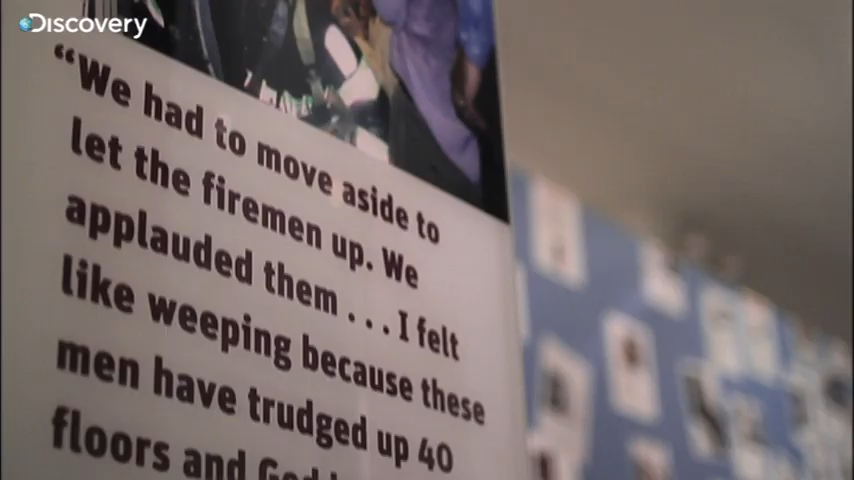 Discovery
“We had to move aside to
let the firemen up. We
applauded them . . . I felt
like weeping because these
men have trudged up 40
floors and God